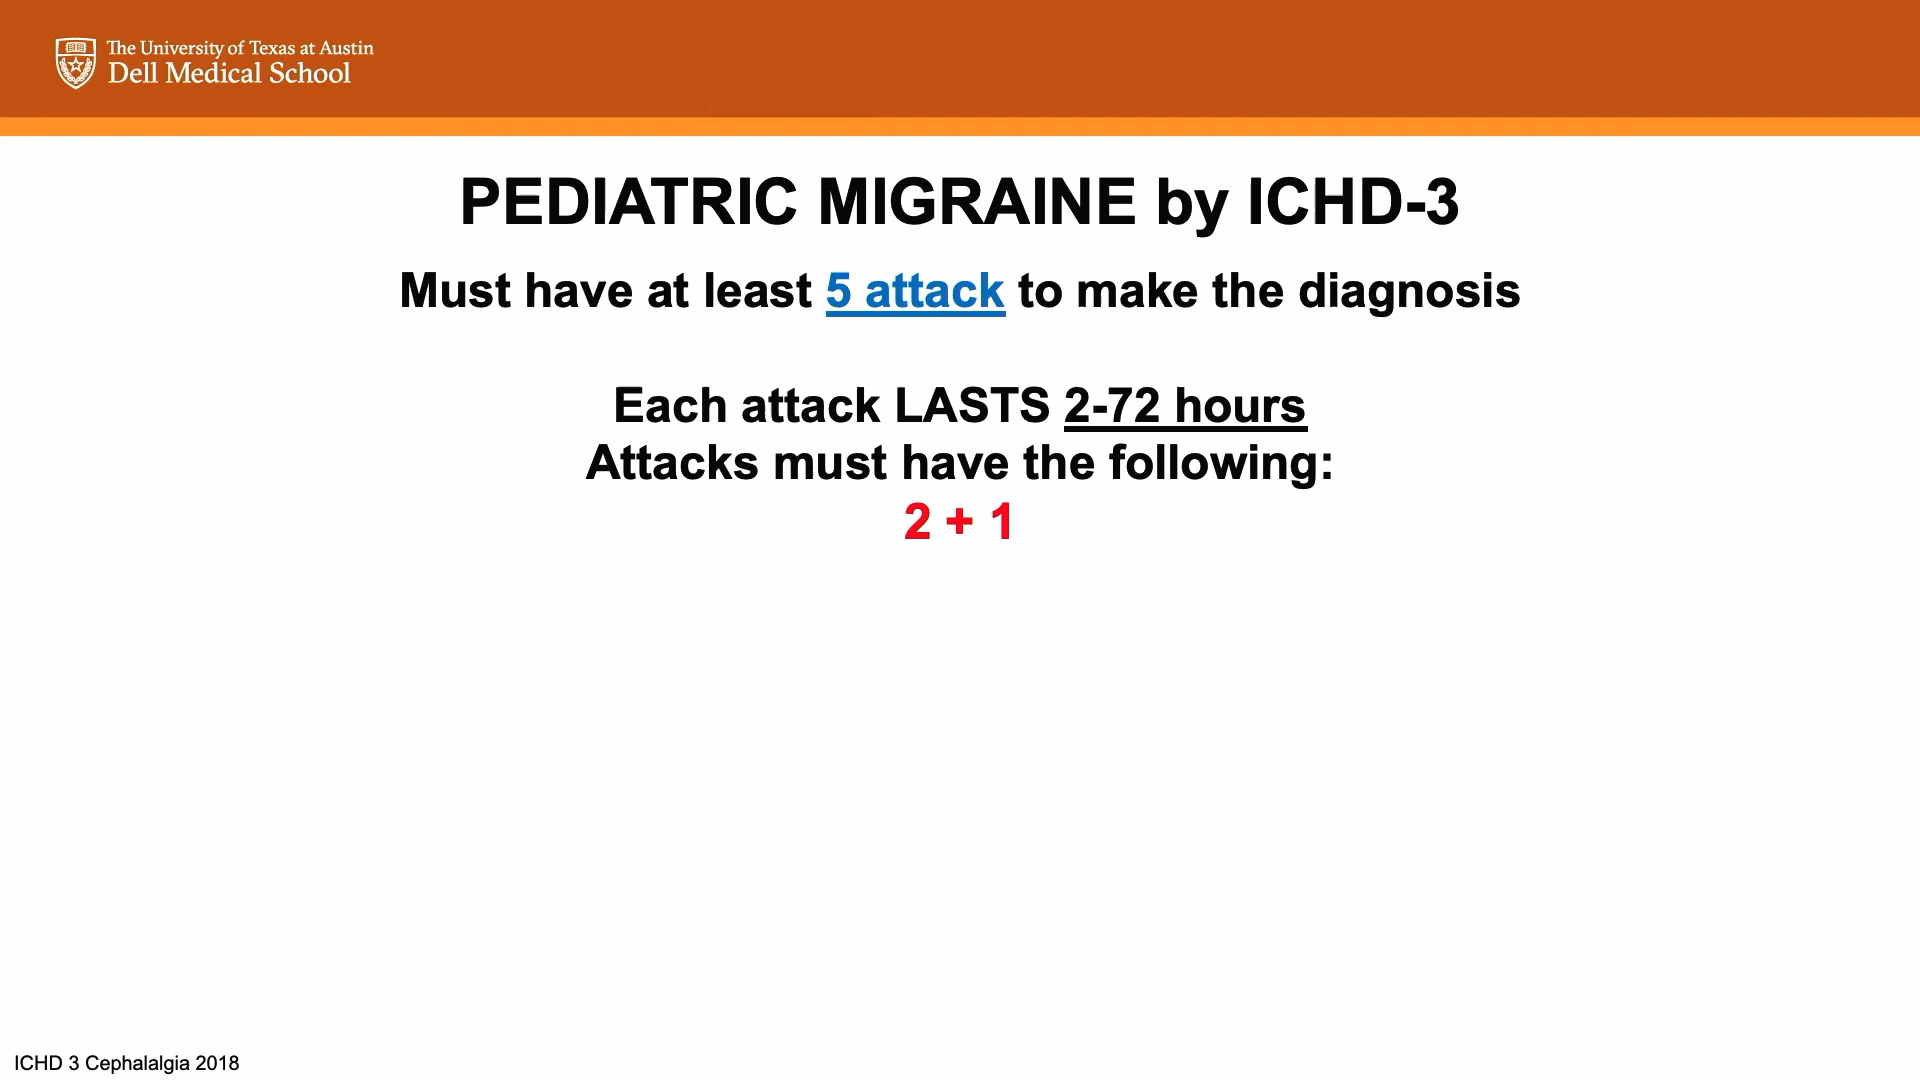 The University of Texas at Austin
Dell Medical School
PEDIATRIC MIGRAINE by ICHD-3
Must have at least 5 attack to make the diagnosis
Each attack LASTS 2-72 hours
Attacks must have the following:
2 + 1
ICHD 3 Cephalalgia 2018